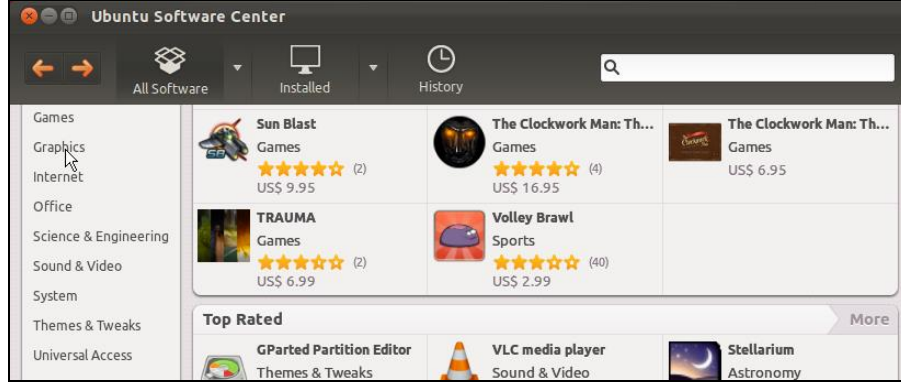 Ubuntu Software Center
All Software
Installed
History
Games
Graphics
Internet
Office
Science & Engineering
Sound & Video
System
Themes & Tweaks
Universal Access
Sun Blast
Games
(2)
US$ 9.95
The Clockwork Man: Th...
Games
(4)
US$ 16.95
The Clockwork Man: Th...
Games
US$ 6.95
TRAUMA
Games
(2)
US$ 6.99
Volley Brawl
Sports
(40)
US$ 2.99
Top Rated
More
GParted Partition Editor
Themes & Tweaks
VLC media player
Sound & Video
Stellarium
Astronomy